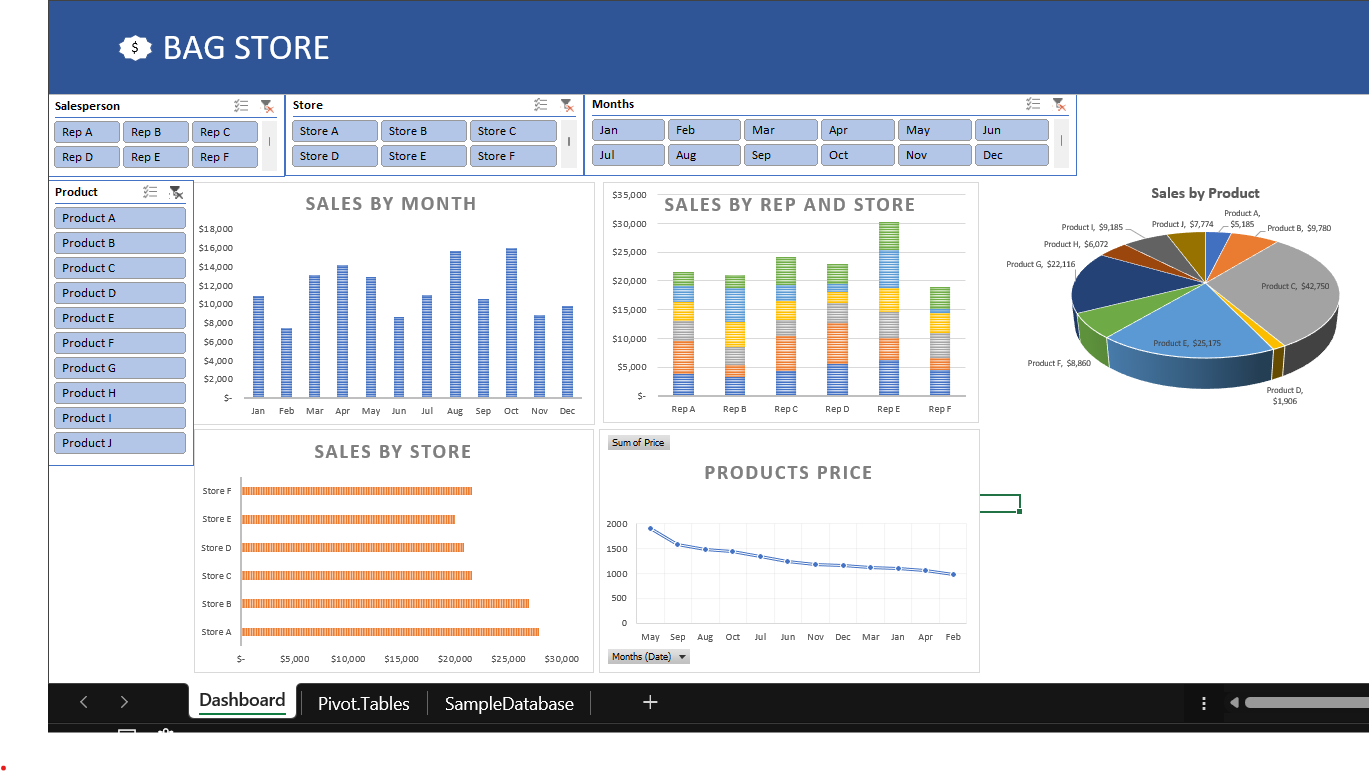 $ BAG STORE
Salesperson
Rep A Rep B Rep C
Rep D Rep E Rep F
Store
Store A Store B Store C
Store D Store E Store F
Months
Jan Feb Mar Apr May Jun
Jul Aug Sep Oct Nov Dec
Product
Product A
Product B
Product C
Product D
Product E
Product F
Product G
Product H
Product I
Product J
SALES BY MONTH
$18,000
$16,000
$14,000
$12,000
$10,000
$8,000
$6,000
$4,000
$2,000
$-
Jan Feb Mar Apr May Jun Jul Aug Sep Oct Nov Dec
SALES BY REP AND STORE
$35,000
$30,000
$25,000
$20,000
$15,000
$10,000
$5,000
$-
Rep A Rep B Rep C Rep D Rep E Rep F
Sales by Product
Product A,
$5,185
Product B, $9,780
Product C, $42,750
Product D,
$1,906
Product E, $25,175
Product F, $8,860
Product G, $22,116
Product H, $6,072
Product I, $9,185
Product J, $7,774
SALES BY STORE
Store F
Store E
Store D
Store C
Store B
Store A
$- $5,000 $10,000 $15,000 $20,000 $25,000 $30,000
Sum of Price
PRODUCTS PRICE
2000
1500
1000
500
0
May Sep Aug Oct Jul Jun Nov Dec Mar Jan Apr Feb
Months (Date)
Dashboard Pivot.Tables SampleDatabase